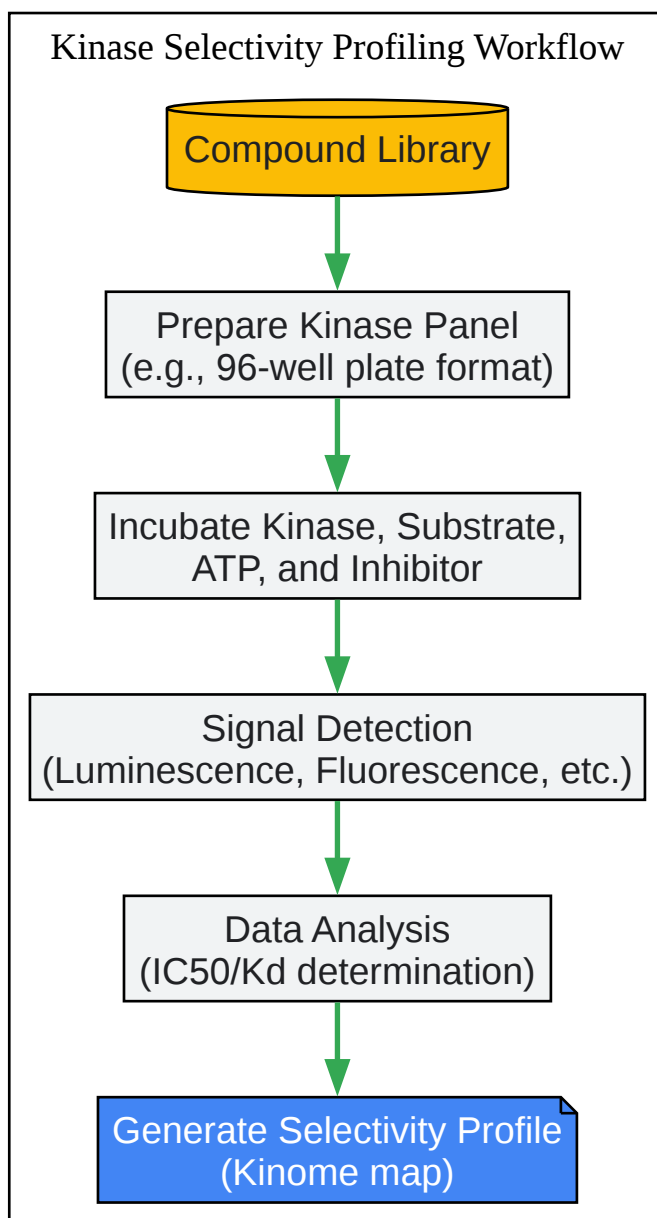 Kinase Selectivity Profiling Workflow
Compound Library
Prepare Kinase Panel
(e.g., 96-well plate format)
Incubate Kinase, Substrate,
ATP, and Inhibitor
Signal Detection
(Luminescence, Fluorescence, etc.)
Data Analysis
(IC50/Kd determination)
Generate Selectivity Profile
(Kinome map)